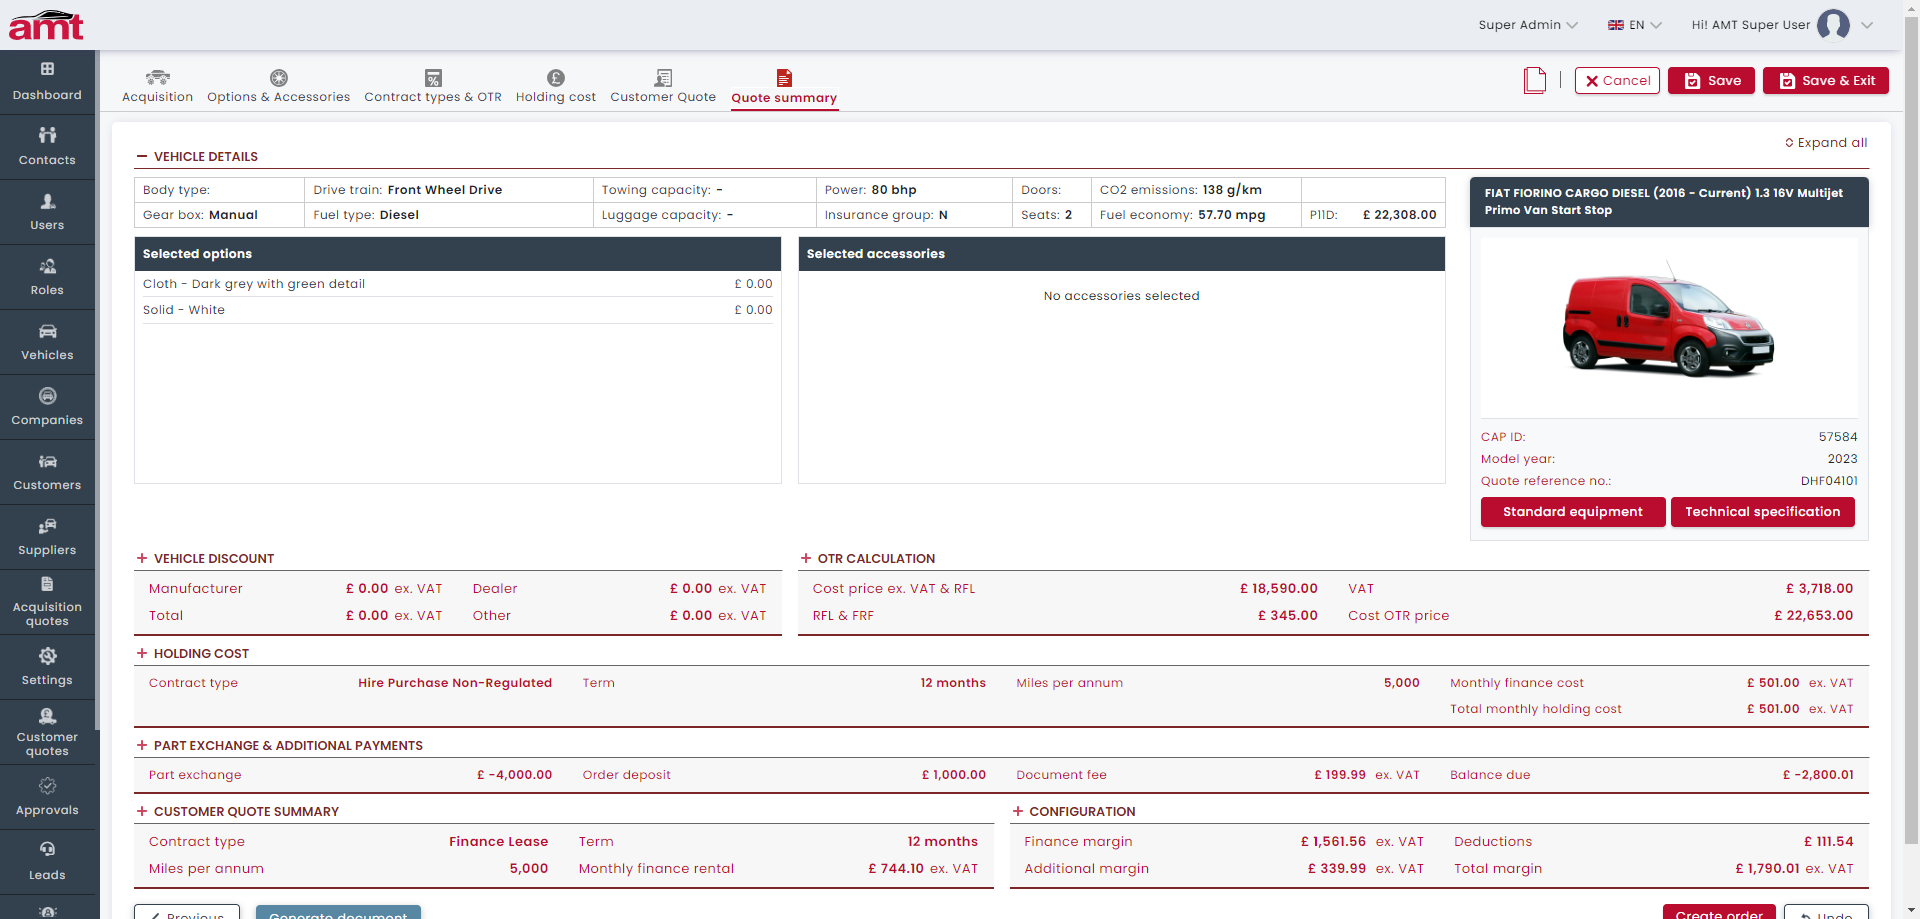 amt
Super Admin
EN
Hi! AMT Super User
Dashboard
Contacts
Users
Roles
Vehicles
Companies
Customers
Suppliers
Acquisition
quotes
Settings
Customer
quotes
Approvals
Leads
Acquisition
Options & Accessories
Contract types & OTR
Holding cost
Customer Quote
Quote summary
Cancel
Save
Save & Exit
Expand all
VEHICLE DETAILS
Body type: Drive train: Front Wheel Drive Towing capacity: - Power: 80 bhp Doors: CO2 emissions: 138 g/km
Gear box: Manual Fuel type: Diesel Luggage capacity: - Insurance group: N Seats: 2 Fuel economy: 57.70 mpg P11D: £ 22,308.00
Selected options
Cloth - Dark grey with green detail £ 0.00
Solid - White £ 0.00
Selected accessories
No accessories selected
FIAT FIORINO CARGO DIESEL (2016 - Current) 1.3 16V Multijet
Primo Van Start Stop
CAP ID: 57584
Model year: 2023
Quote reference no.: DHF04101
Standard equipment
Technical specification
VEHICLE DISCOUNT
Manufacturer £ 0.00 ex. VAT Dealer £ 0.00 ex. VAT
Total £ 0.00 ex. VAT Other £ 0.00 ex. VAT
OTR CALCULATION
Cost price ex. VAT & RFL £ 18,590.00 VAT £ 3,718.00
RFL & FRF £ 345.00 Cost OTR price £ 22,653.00
HOLDING COST
Contract type Hire Purchase Non-Regulated Term 12 months Miles per annum 5,000 Monthly finance cost £ 501.00 ex. VAT
Total monthly holding cost £ 501.00 ex. VAT
PART EXCHANGE & ADDITIONAL PAYMENTS
Part exchange £ -4,000.00 Order deposit £ 1,000.00 Document fee £ 199.99 ex. VAT Balance due £ -2,800.01
CUSTOMER QUOTE SUMMARY
Contract type Finance Lease Term 12 months
Miles per annum 5,000 Monthly finance rental £ 744.10 ex. VAT
CONFIGURATION
Finance margin £ 1,561.56 ex. VAT Deductions £ 111.54
Additional margin £ 339.99 ex. VAT Total margin £ 1,790.01 ex. VAT
Previous
Generate document
Create order
Undo